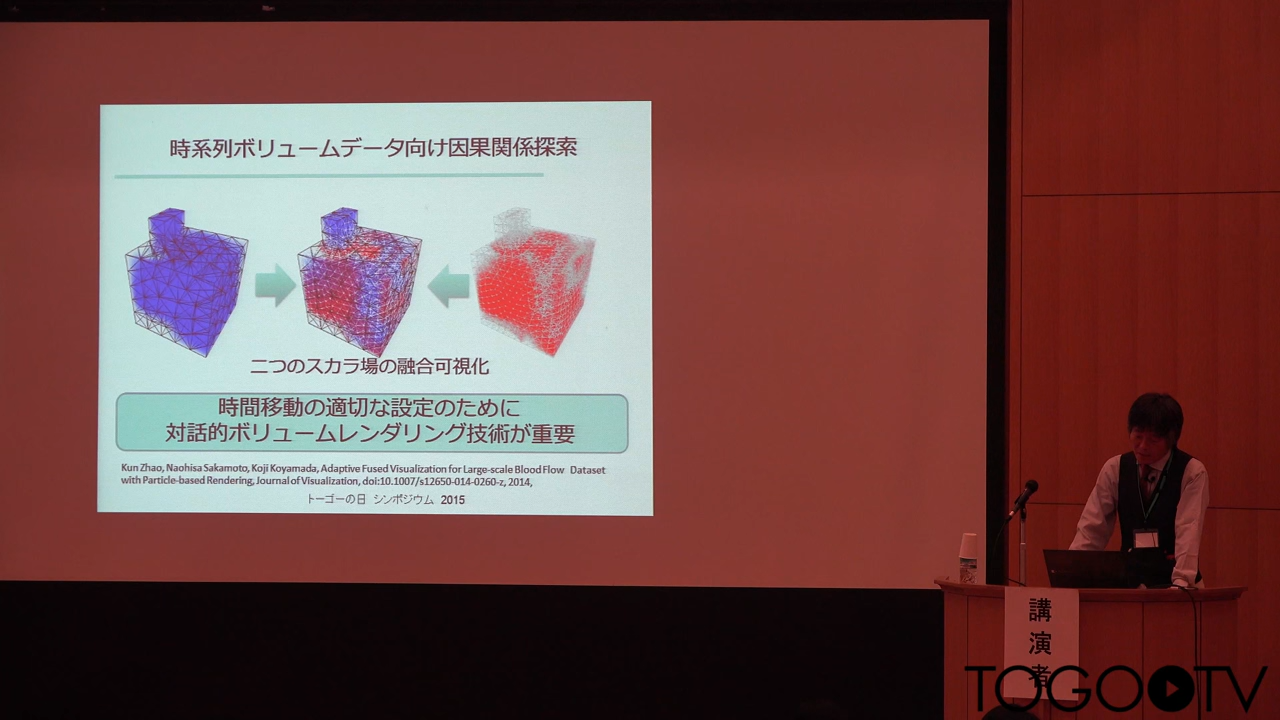 時系列ボリュームデータ向け因果関係探索
二つのスカラ場の融合可視化
時間移動の適切な設定のために
対話的ボリュームレンダリング技術が重要
Kun Zhao, Naohisa Sakamoto, Koji Koyamada, Adaptive Fused Visualization for Large-scale Blood Flow Dataset
with Particle-based Rendering, Journal of Visualization, doi:10.1007/s12650-014-0260-z, 2014,
トーゴーの日 シンポジウム 2015
講演者
TOGOTV